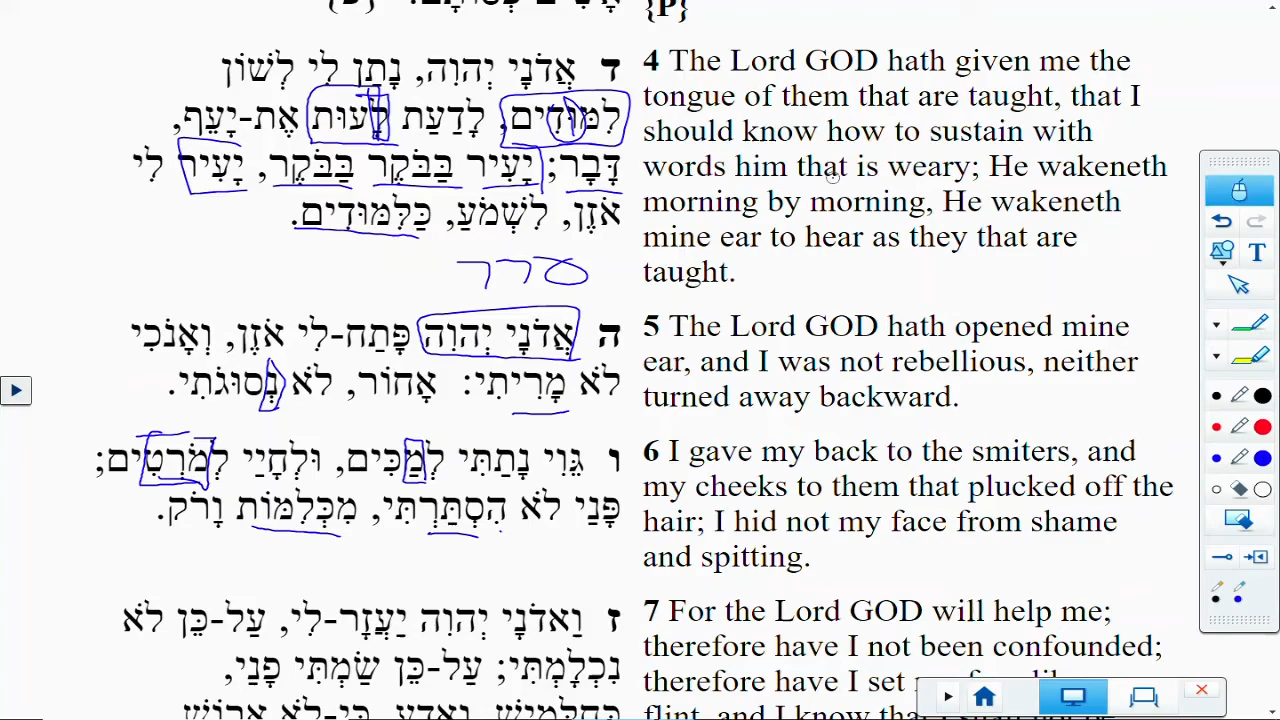 {P}
ד אֲדֹנָי יְהוִה, נָתַן לִי לְשׁוֹן
לִמּוּדִים, לָדַעַת לָעוּת אֶת-יָעֵף,
דָּבָר; יָעִיר בַּבֹּקֶר בַּבֹּקֶר, יָעִיר לִי
אֹזֶן, לִשְׁמֹעַ, כַּלִּמּוּדִים.
ה אֲדֹנָי יְהוִה פָּתַח-לִי אֹזֶן, וְאָנֹכִי
לֹא מָרִיתִי: אָחוֹר, לֹא נְסוּגֹתִי.
ו גֵּוִי נָתַתִּי לְמַכִּים, וּלְחָיַי לְמֹרְטִים;
פָּנַי לֹא הִסְתַּרְתִּי, מִכְּלִמּוֹת וָרֹק.
ז וַאדֹנָי יְהוִה יַעֲזָר-לִי, עַל-כֵּן לֹא
נִכְלָמְתִּי; עַל-כֵּן שַׂמְתִּי פָנַי,
4 The Lord GOD hath given me the
tongue of them that are taught, that I
should know how to sustain with
words him that is weary; He wakeneth
morning by morning, He wakeneth
mine ear to hear as they that are
taught.
5 The Lord GOD hath opened mine
ear, and I was not rebellious, neither
turned away backward.
6 I gave my back to the smiters, and
my cheeks to them that plucked off the
hair; I hid not my face from shame
and spitting.
7 For the Lord GOD will help me;
therefore have I not been confounded;
therefore have I set my
flint, and I know that I
T